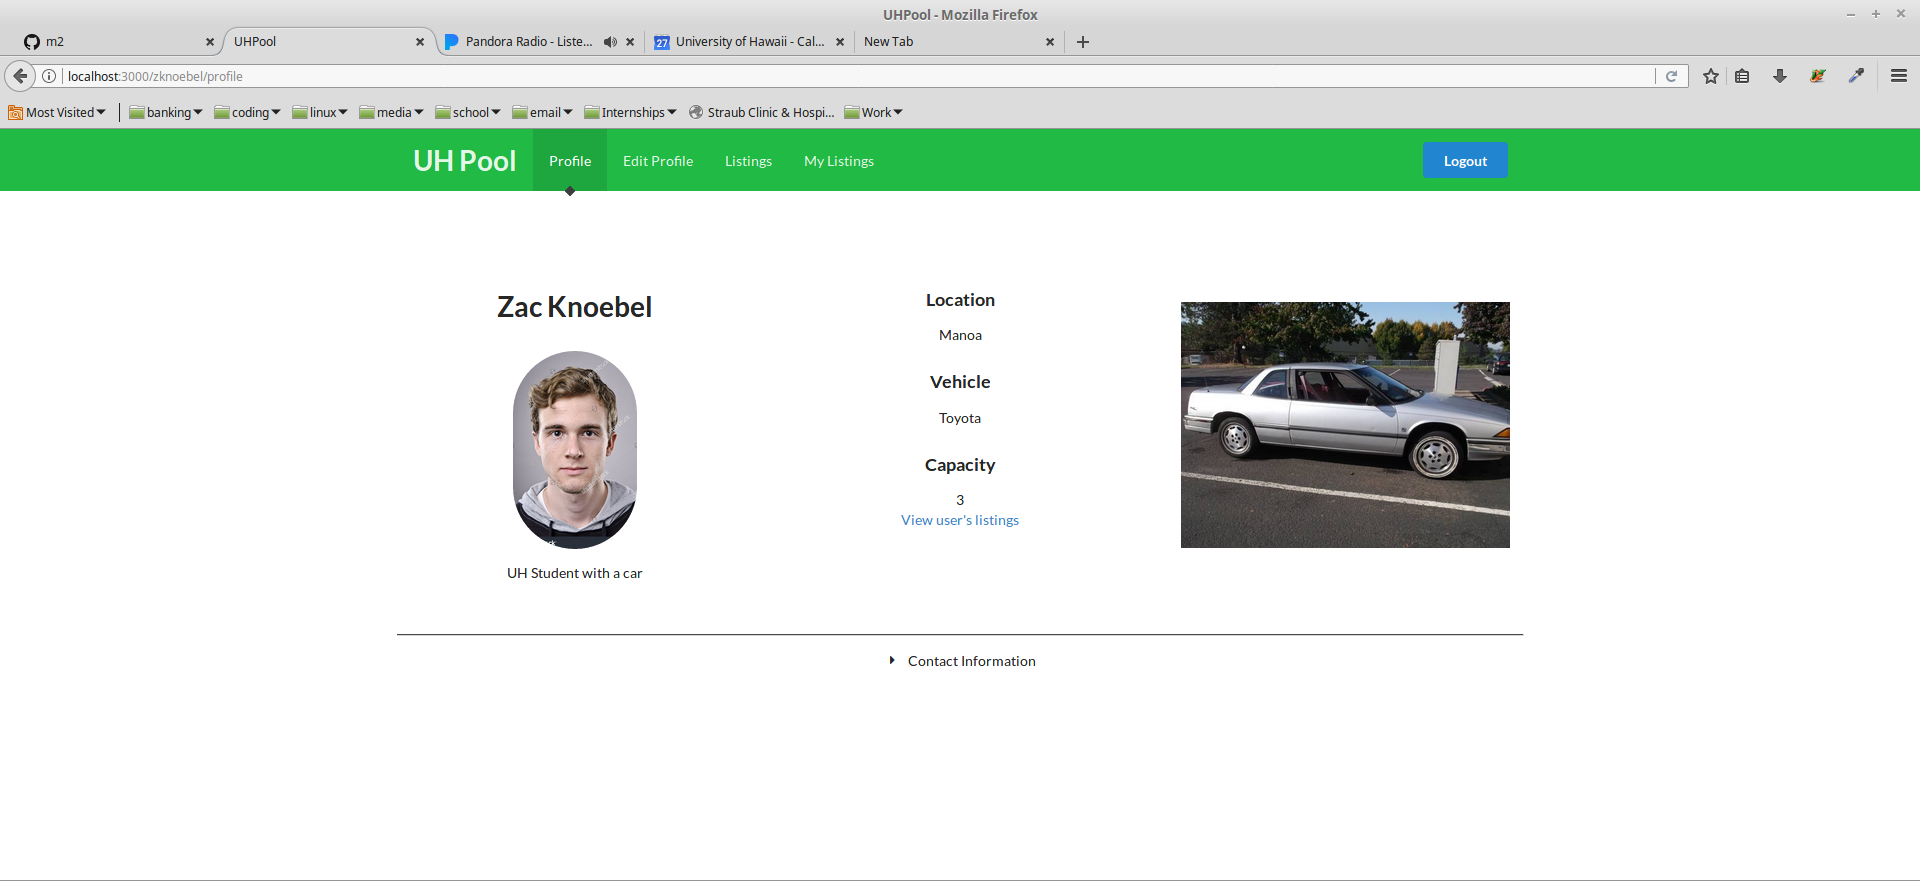 UHPool - Mozilla Firefox
m2
UHPool
Pandora Radio - Liste...
27
University of Hawaii - Cal...
New Tab
localhost:3000/zknoebel/profile
Most Visited
banking
coding
linux
media
school
email
Internships
Straub Clinic & Hospi...
Work
UH Pool
Profile
Edit Profile
Listings
My Listings
Logout
Zac Knoebel
UH Student with a car
Location
Manoa
Vehicle
Toyota
Capacity
3
View user's listings
Contact Information